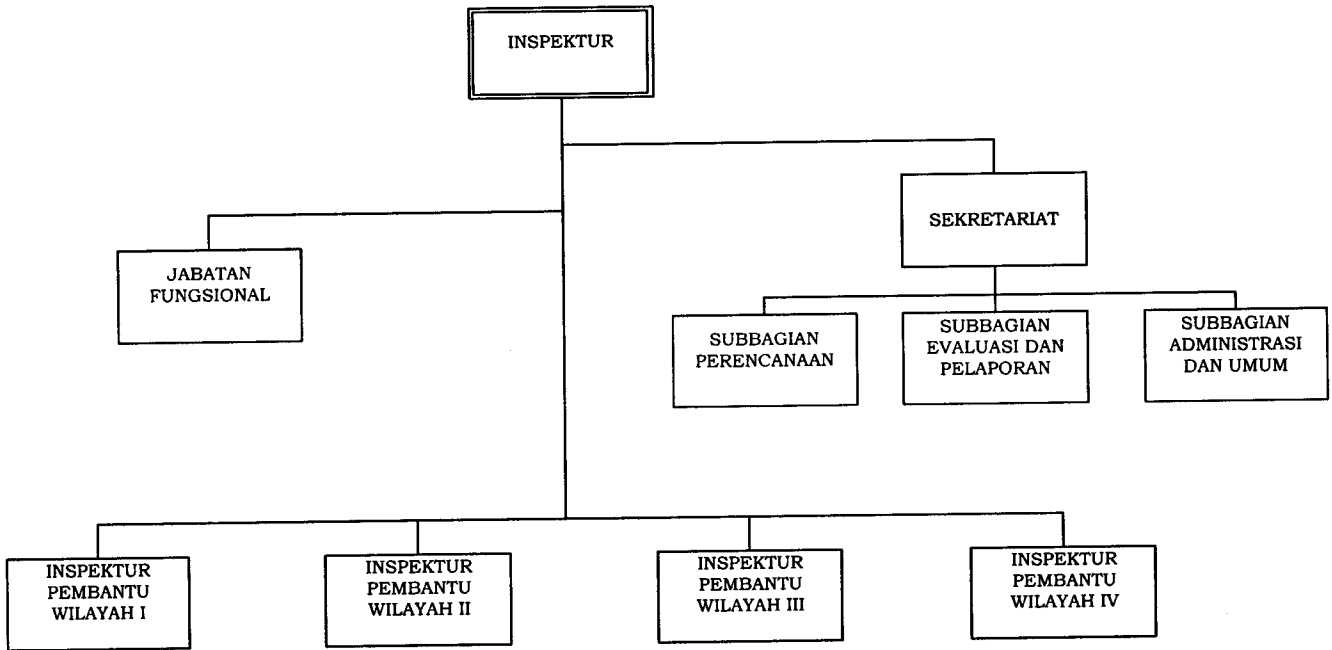 INSPEKTUR
SEKRETARIAT
JABATAN
FUNGSIONAL
SUBBAGIAN
PERENCANAAN
SUBBAGIAN
EVALUASI DAN
PELAPORAN
SUBBAGIAN
ADMINISTRASI
DAN UMUM
INSPEKTUR
PEMBANTU
WILAYAH I
INSPEKTUR
PEMBANTU
WILAYAH II
INSPEKTUR
PEMBANTU
WILAYAH III
INSPEKTUR
PEMBANTU
WILAYAH IV